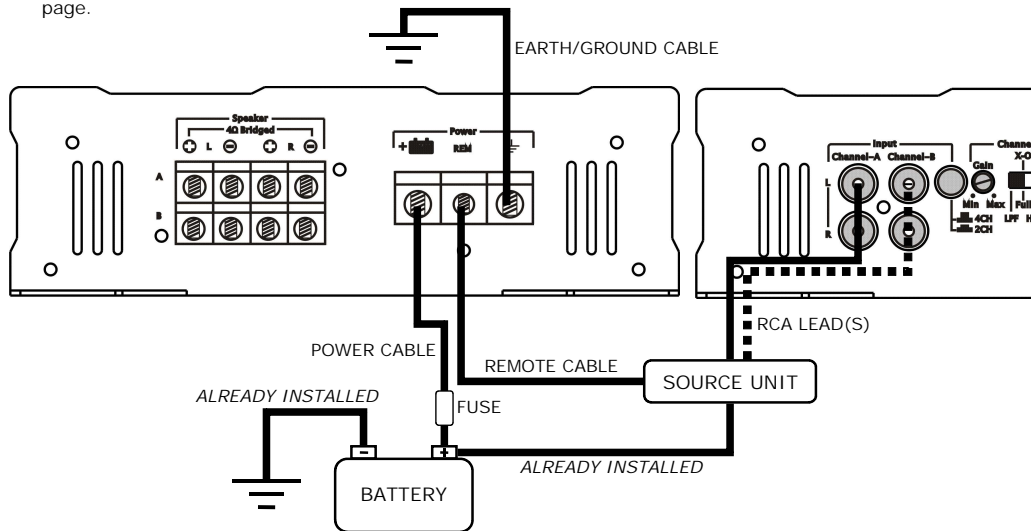 page.
EARTH/GROUND CABLE
Speaker
4Ω Bridged
+ L - + R -
A
B
Power
+ REM
Input
Channel-A Channel-B
L
R
Gain
Min Max
4CH
2CH
Channel
X-O
Full
LPF H
RCA LEAD(S)
POWER CABLE
REMOTE CABLE
SOURCE UNIT
ALREADY INSTALLED
FUSE
- +
ALREADY INSTALLED
BATTERY